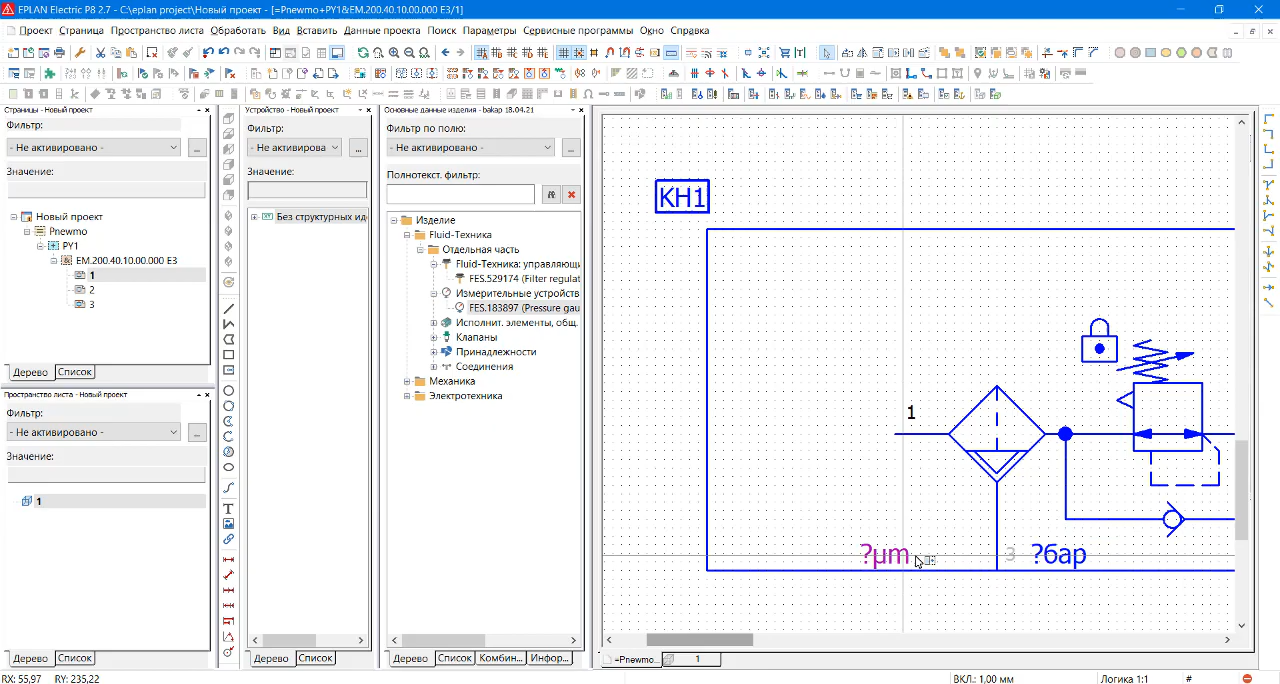 EPLAN Electric P8 2.7 - C:\eplan project\Новый проект - [=Pnewmo+PY1&EM.200.40.10.00.000 E3/1]
Проект Страница Пространство листа Обработать Вид Вставить Данные проекта Поиск Параметры Сервисные программы Окно Справка
Страницы - Новый проект
Фильтр:
- Не активировано -
...
Значение:
Новый проект
Pnewmo
PY1
EM.200.40.10.00.000 E3
1
2
3
Дерево Список
Пространство листа - Новый проект
Фильтр:
- Не активировано -
...
Значение:
1
Дерево Список
Устройство - Новый проект
Фильтр:
- Не активирова
...
Значение:
Без структурных ид
Дерево Список
Основные данные изделия - bakap 18.04.21
Фильтр по полю:
- Не активировано -
...
Полнотекст. фильтр:
Изделие
Fluid-Техника
Отдельная часть
Fluid-Техника: управляющи
FES.529174 (Filter regulat
Измерительные устройств
FES.183897 (Pressure gau
Исполнит. элементы, общ.
Клапаны
Принадлежности
Соединения
Механика
Электротехника
Дерево Список Комбин... Инфор...
KH1
1
?µm
3
?бар
=Pnewmo...
1
RX: 55,97 RY: 235,22
ВКЛ.: 1,00 мм
Логика 1:1
#